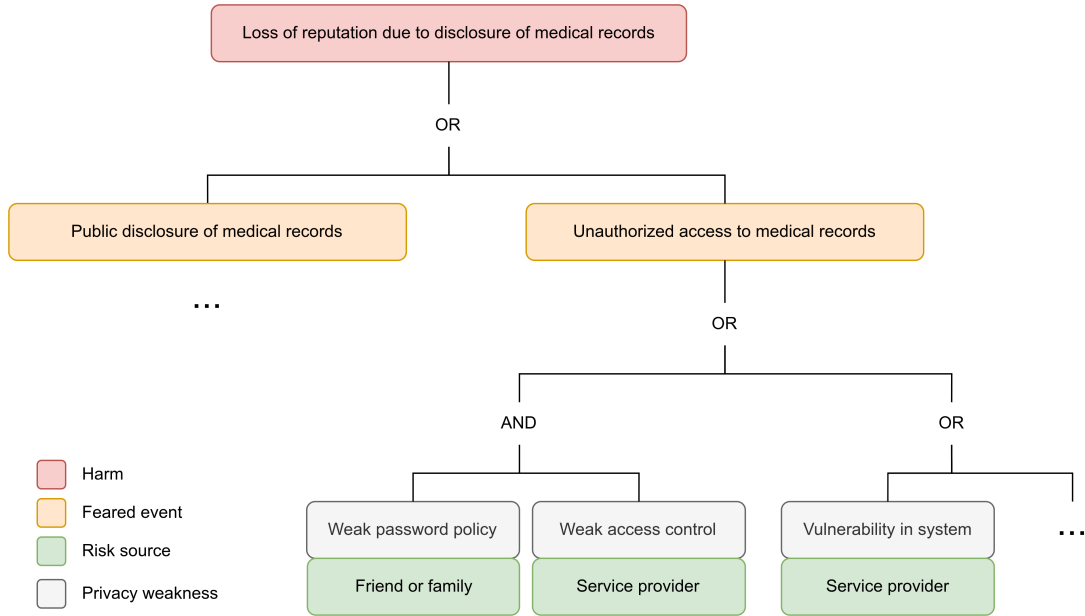 Loss of reputation due to disclosure of medical records
OR
Public disclosure of medical records
Unauthorized access to medical records
...
OR
AND
OR
Weak password policy
Weak access control
Vulnerability in system
...
Friend or family
Service provider
Service provider
Harm
Feared event
Risk source
Privacy weakness